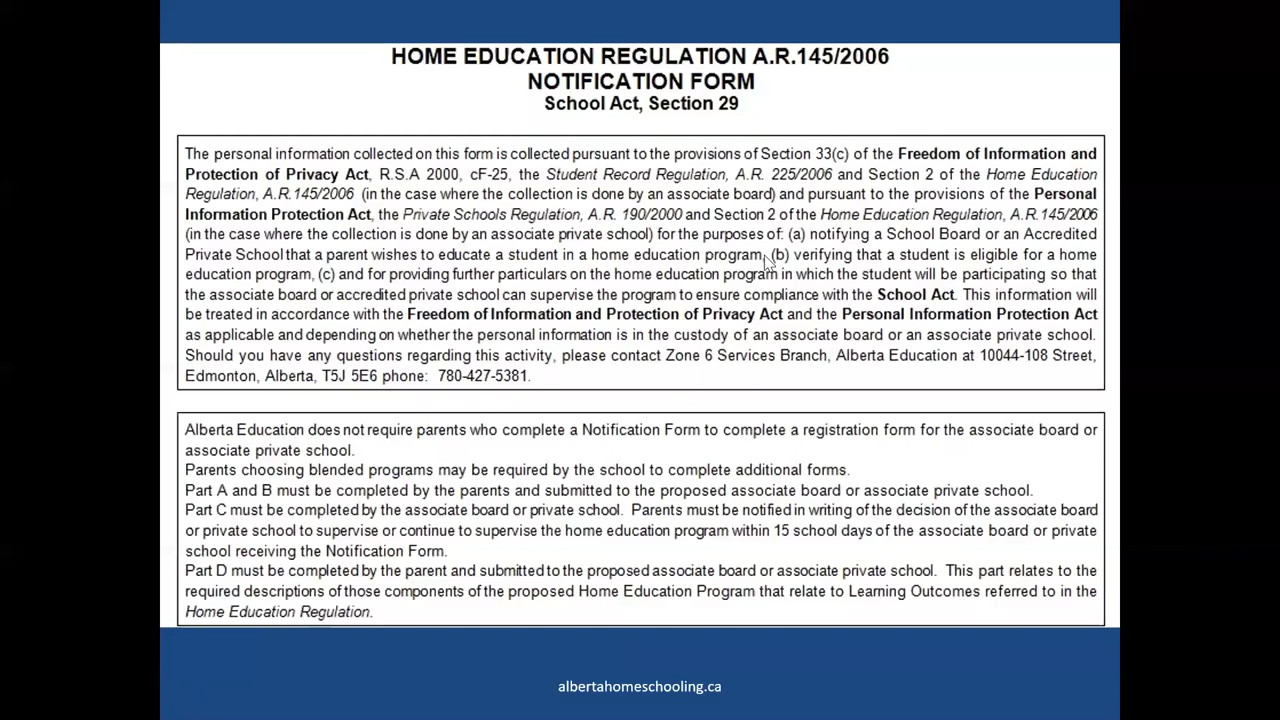 HOME EDUCATION REGULATION A.R.145/2006
NOTIFICATION FORM
School Act, Section 29
The personal information collected on this form is collected pursuant to the provisions of Section 33(c) of the Freedom of Information and
Protection of Privacy Act, R.S.A 2000, cF-25, the Student Record Regulation, A.R. 225/2006 and Section 2 of the Home Education
Regulation, A.R.145/2006 (in the case where the collection is done by an associate board) and pursuant to the provisions of the Personal
Information Protection Act, the Private Schools Regulation, A.R. 190/2000 and Section 2 of the Home Education Regulation, A.R.145/2006
(in the case where the collection is done by an associate private school) for the purposes of: (a) notifying a School Board or an Accredited
Private School that a parent wishes to educate a student in a home education program, (b) verifying that a student is eligible for a home
education program, (c) and for providing further particulars on the home education program in which the student will be participating so that
the associate board or accredited private school can supervise the program to ensure compliance with the School Act. This information will
be treated in accordance with the Freedom of Information and Protection of Privacy Act and the Personal Information Protection Act
as applicable and depending on whether the personal information is in the custody of an associate board or an associate private school.
Should you have any questions regarding this activity, please contact Zone 6 Services Branch, Alberta Education at 10044-108 Street,
Edmonton, Alberta, T5J 5E6 phone: 780-427-5381.
Alberta Education does not require parents who complete a Notification Form to complete a registration form for the associate board or
associate private school.
Parents choosing blended programs may be required by the school to complete additional forms.
Part A and B must be completed by the parents and submitted to the proposed associate board or associate private school.
Part C must be completed by the associate board or private school. Parents must be notified in writing of the decision of the associate board
or private school to supervise or continue to supervise the home education program within 15 school days of the associate board or private
school receiving the Notification Form.
Part D must be completed by the parent and submitted to the proposed associate board or associate private school. This part relates to the
required descriptions of those components of the proposed Home Education Program that relate to Learning Outcomes referred to in the
Home Education Regulation.
albertahomeschooling.ca